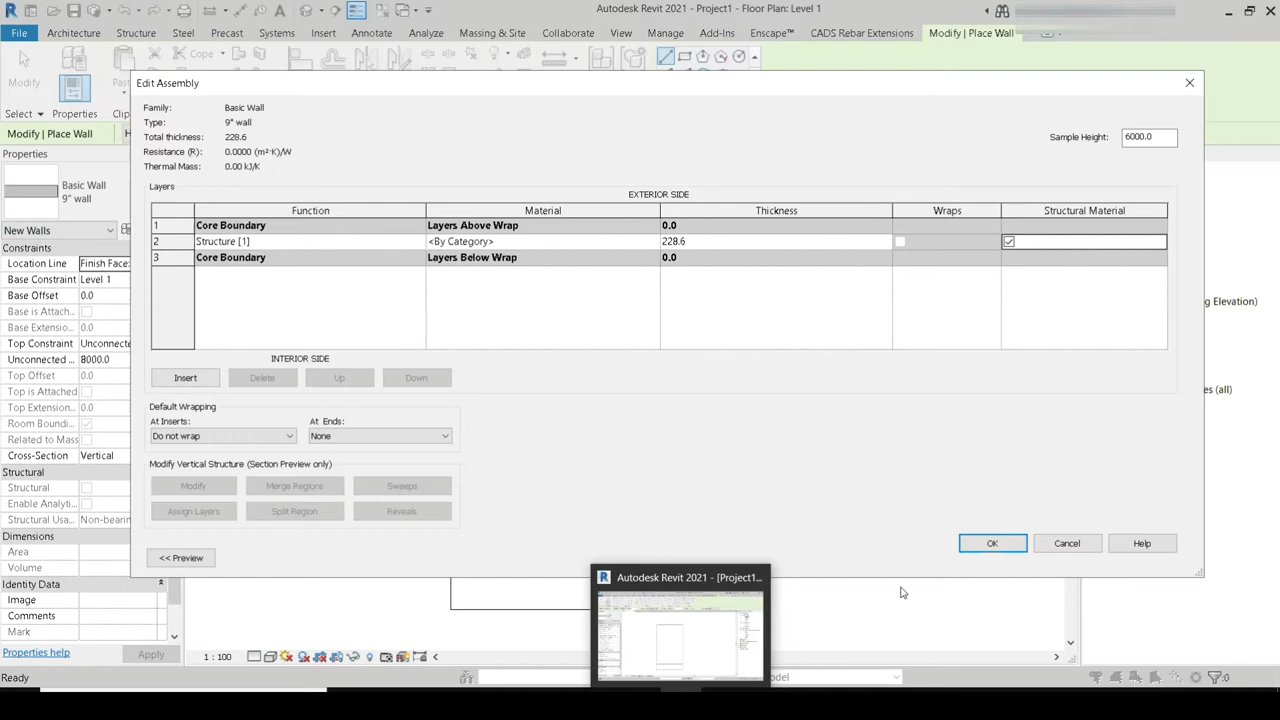 Autodesk Revit 2021 - Project1 - Floor Plan: Level 1
File Architecture Structure Steel Precast Systems Insert Annotate Analyze Massing & Site Collaborate View Manage Add-Ins Enscape™ CADS Rebar Extensions Modify | Place Wall
Cope
Modify
Select Properties
Modify | Place Wall
Properties
Basic Wall
9" wall
New Walls
Constraints
Location Line Finish Face:
Base Constraint Level 1
Base Offset 0.0
Base is Attach...
Base Extensio... 0.0
Top Constraint Unconnecte
Unconnected ... 8000.0
Top Offset 0.0
Top is Attached
Top Extension... 0.0
Room Boundi...
Related to Mass
Cross-Section Vertical
Structural
Structural
Enable Analyti...
Structural Usa... Non-bearin
Dimensions
Area
Volume
Identity Data
Image
Comments
Mark
Properties help Apply
Ready
Edit Assembly
Family: Basic Wall
Type: 9" wall
Total thickness: 228.6
Sample Height: 6000.0
Resistance (R): 0.0000 (m²·K)/W
Thermal Mass: 0.00 kJ/K
Layers
EXTERIOR SIDE
Function Material Thickness Wraps Structural Material
1 Core Boundary Layers Above Wrap 0.0
2 Structure [1] <By Category> 228.6
3 Core Boundary Layers Below Wrap 0.0
INTERIOR SIDE
Insert Delete Up Down
Default Wrapping
At Inserts: At Ends:
Do not wrap None
Modify Vertical Structure (Section Preview only)
Modify Merge Regions Sweeps
Assign Layers Split Region Reveals
OK Cancel Help
<< Preview
g Elevation)
es (all)
Autodesk Revit 2021 - [Project1...
1 : 100
odel
:0